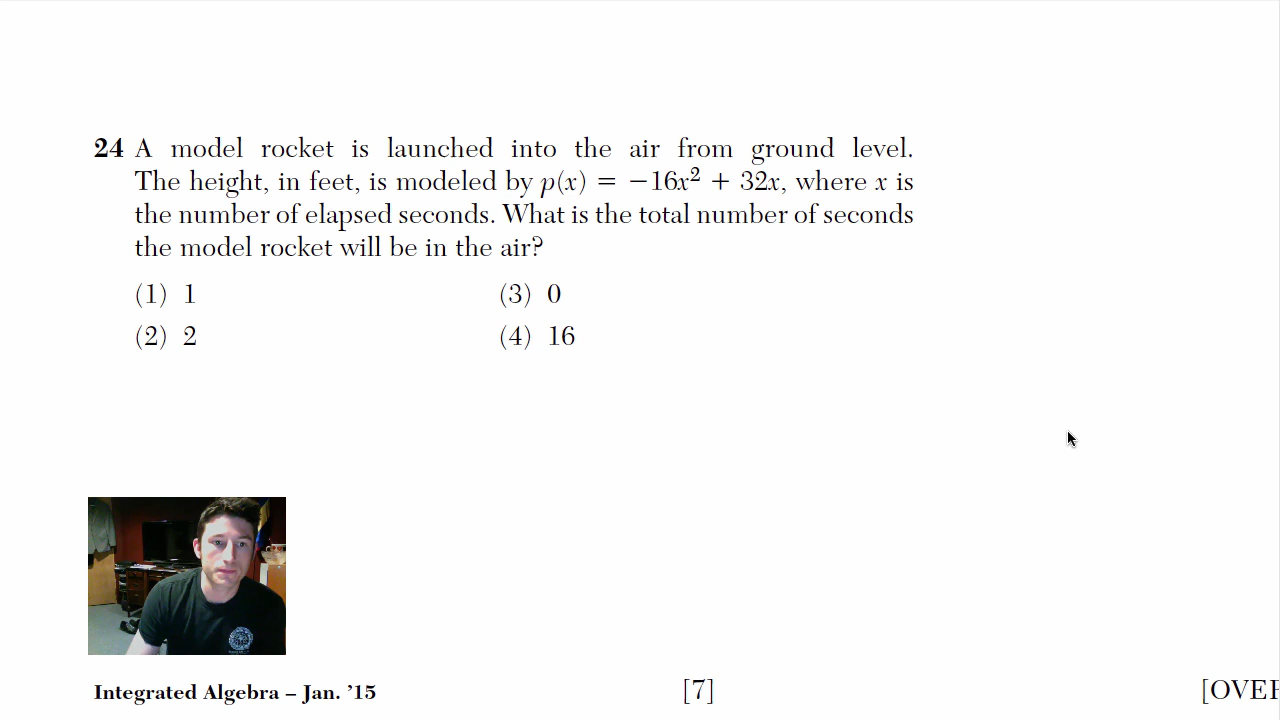 24 A model rocket is launched into the air from ground level.
The height, in feet, is modeled by p(x) = −16x² + 32x, where x is
the number of elapsed seconds. What is the total number of seconds
the model rocket will be in the air?
(1) 1 (3) 0
(2) 2 (4) 16
Integrated Algebra – Jan. ’15 [7] [OVER